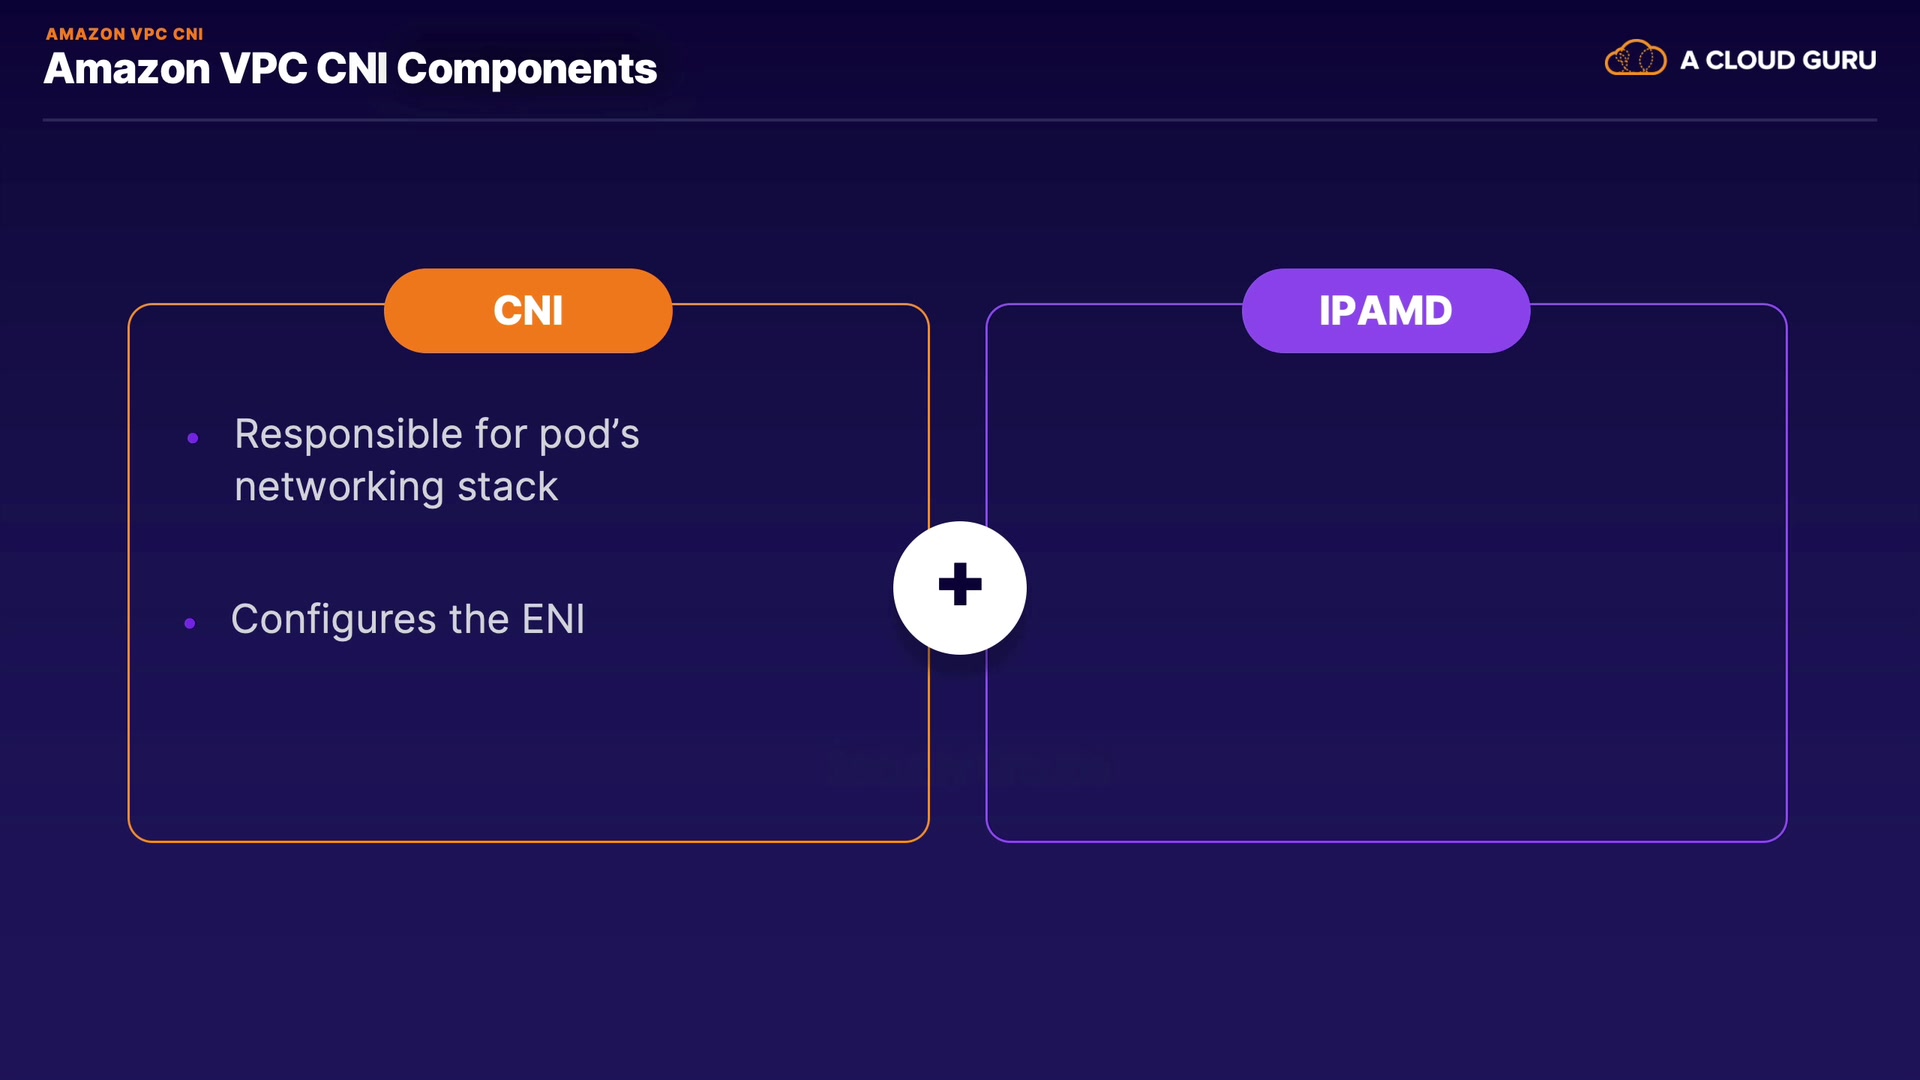 AMAZON VPC CNI
Amazon VPC CNI Components
A CLOUD GURU
CNI
Responsible for pod’s
networking stack
Configures the ENI
+
IPAMD